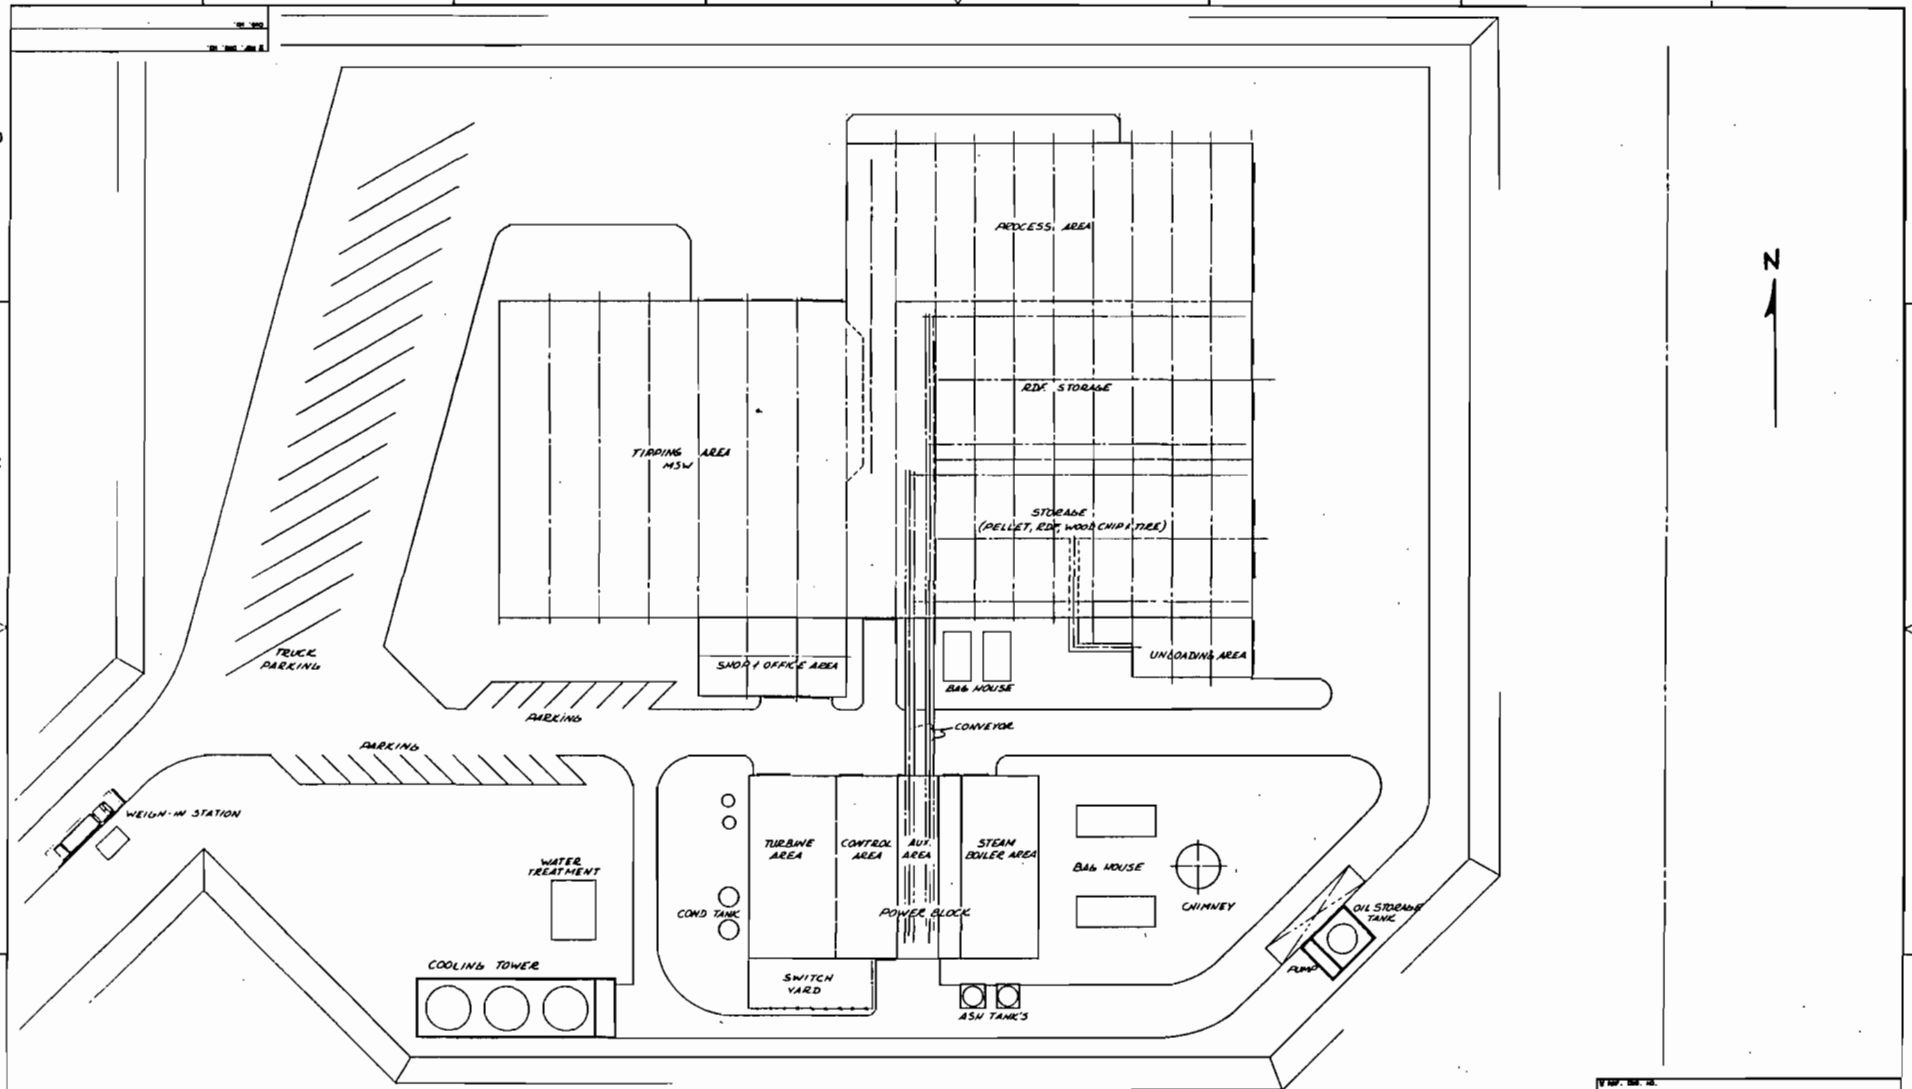 N
PROCESS AREA
RDF. STORAGE
TIPPING AREA
MSW
STORAGE
(PELLET, RDF, WOOD CHIP & TIRE)
TRUCK
PARKING
SHOP & OFFICE AREA
UNLOADING AREA
BAG HOUSE
PARKING
CONVEYOR
PARKING
WEIGH-IN STATION
TURBINE
AREA
CONTROL
AREA
AUX.
AREA
STEAM
BOILER AREA
WATER
TREATMENT
BAG HOUSE
CHIMNEY
COND TANK
POWER BLOCK
OIL STORAGE
TANK
PUMP
COOLING TOWER
SWITCH
YARD
ASH TANK'S